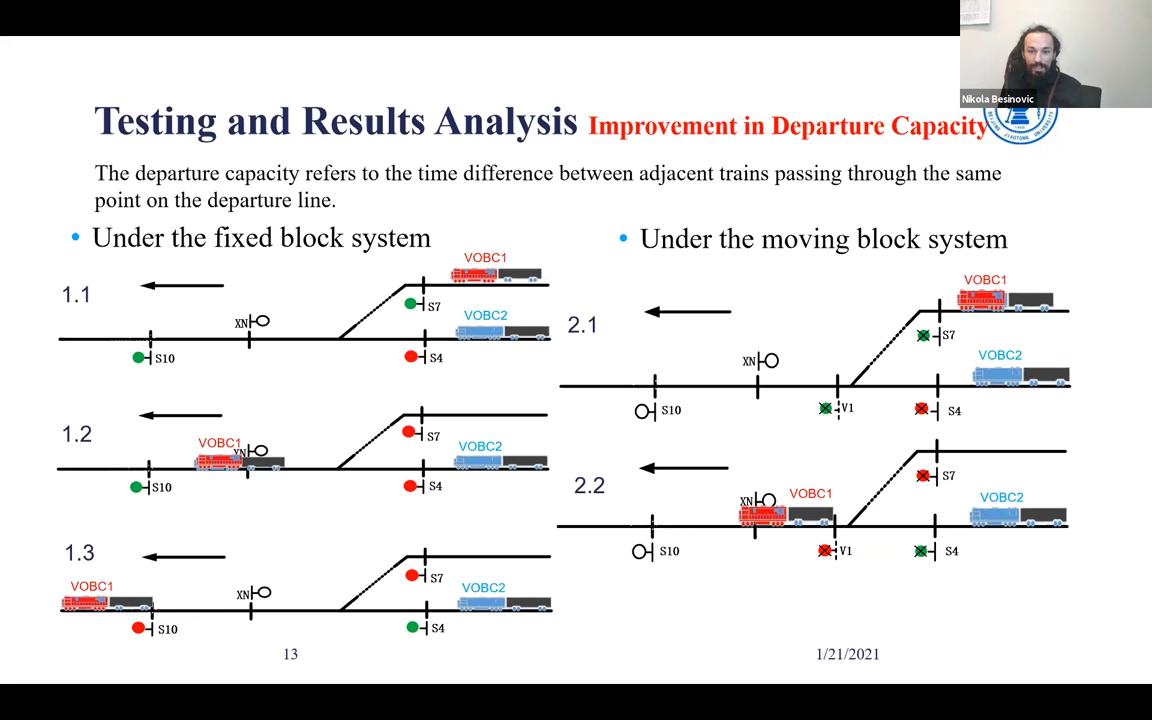 Nikola Besinovic
Testing and Results Analysis Improvement in Departure Capacity
The departure capacity refers to the time difference between adjacent trains passing through the same
point on the departure line.
• Under the fixed block system
1.1
VOBC1
S7
XN
VOBC2
S10
S4
1.2
VOBC1
XN
S7
VOBC2
S10
S4
1.3
VOBC1
XN
S7
VOBC2
S10
S4
• Under the moving block system
2.1
VOBC1
S7
XN
VOBC2
S10
V1
S4
2.2
XN
VOBC1
S7
VOBC2
S10
V1
S4
13
1/21/2021